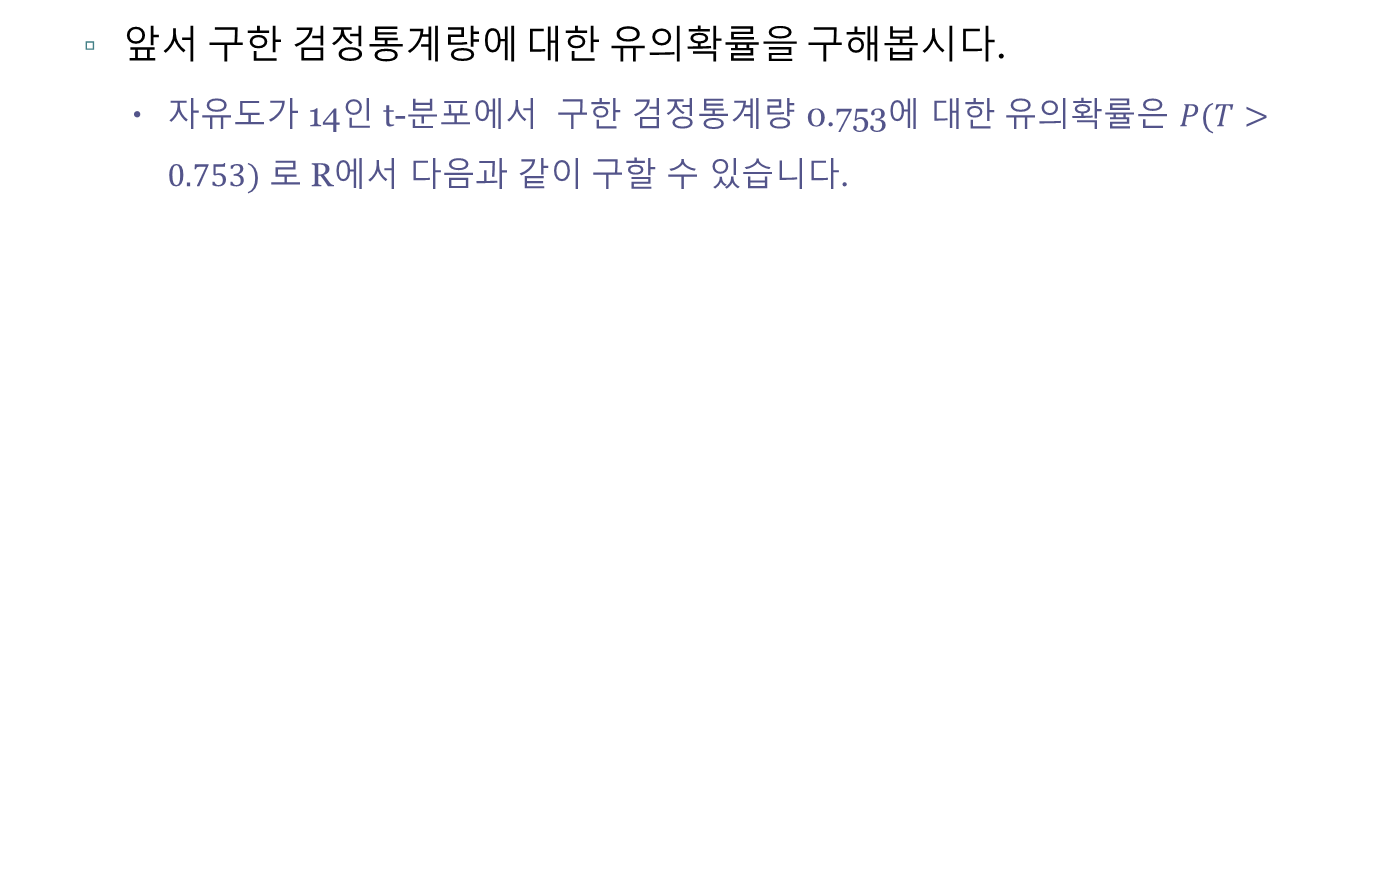 앞서 구한 검정통계량에 대한 유의확률을 구해봅시다.
• 자유도가 14인 t-분포에서  구한 검정통계량 0.753에 대한 유의확률은 P(T >
0.753) 로 R에서 다음과 같이 구할 수 있습니다.